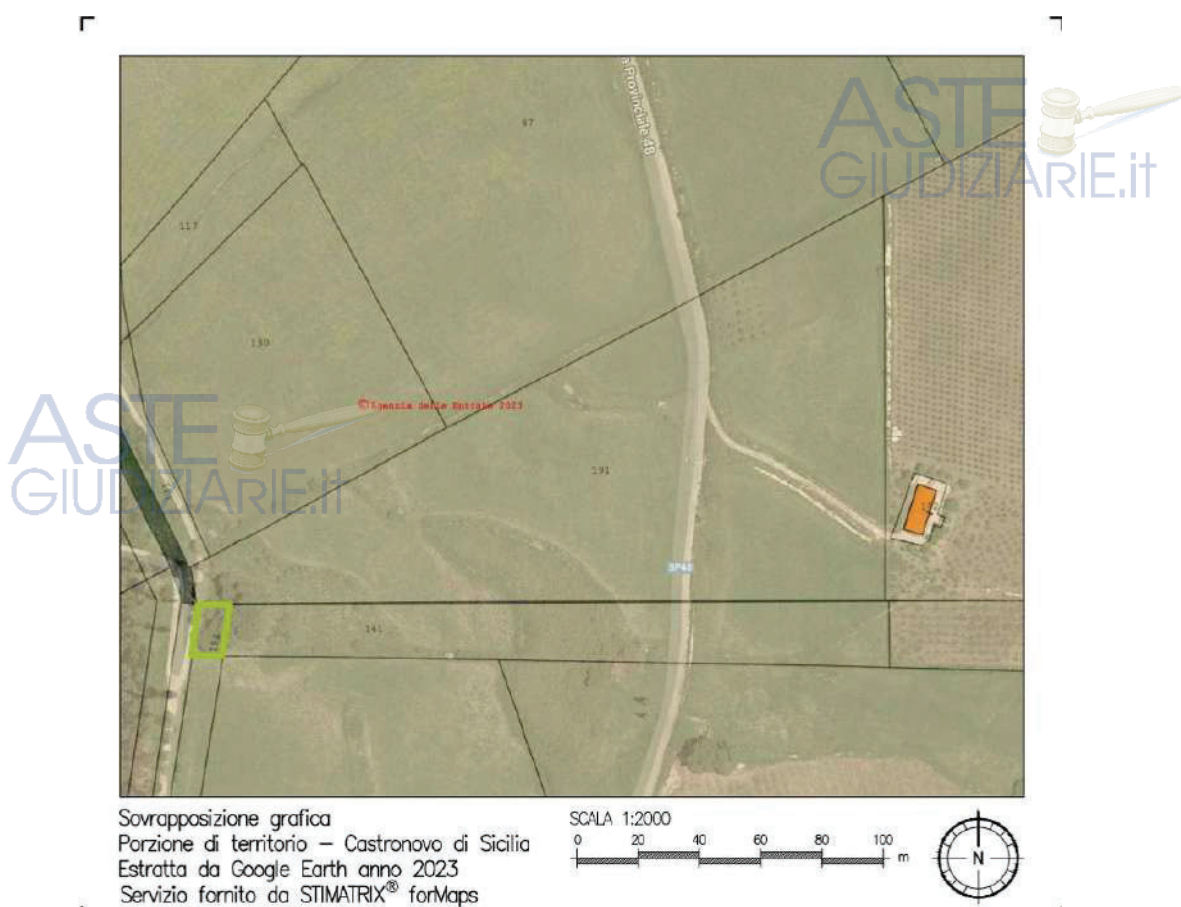 ASTE
GIUDIZIARIE.it
97
e Provinciale 48
117
130
©Agenzia delle Entrate 2023
ASTE
GIUDIZIARIE.it
191
SP48
141
Sovrapposizione grafica
Porzione di territorio – Castronovo di Sicilia
Estratta da Google Earth anno 2023
Servizio fornito da STIMATRIX® forMaps
SCALA 1:2000
0 20 40 60 80 100 m
N